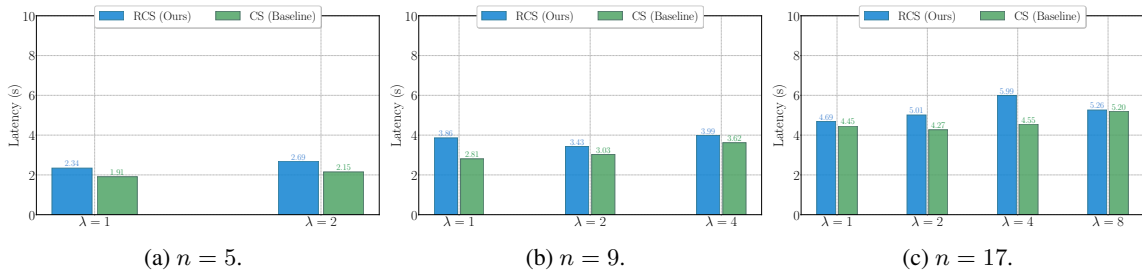 RCS (Ours) CS (Baseline)
Latency (s)
10
8
6
4
2
0
2.34 1.91 2.69 2.15
λ = 1 λ = 2
(a) n = 5.
RCS (Ours) CS (Baseline)
Latency (s)
10
8
6
4
2
0
3.86 2.81 3.43 3.03 3.99 3.62
λ = 1 λ = 2 λ = 4
(b) n = 9.
RCS (Ours) CS (Baseline)
Latency (s)
10
8
6
4
2
0
4.69 4.45 5.01 4.27 5.99 4.55 5.26 5.20
λ = 1 λ = 2 λ = 4 λ = 8
(c) n = 17.